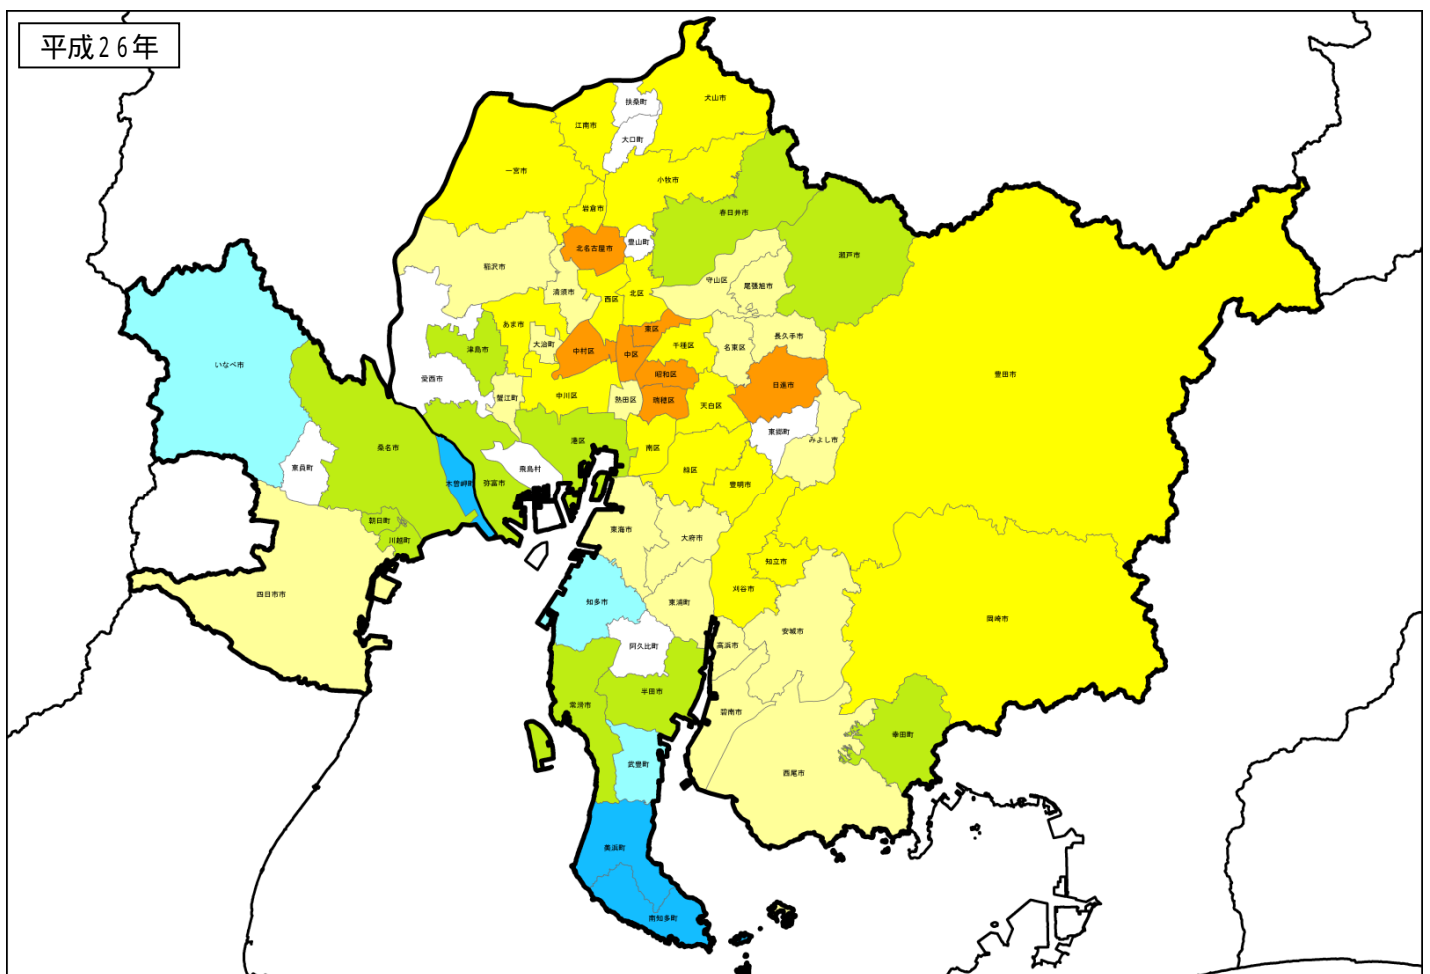 平成26年
扶桑町
犬山市
江南市
大口町
一宮市
小牧市
岩倉市
春日井市
北名古屋市
豊山町
瀬戸市
稲沢市
守山区
尾張旭市
清須市
西区
北区
あま市
東区
長久手市
大治町
千種区
名東区
津島市
中村区
中区
いなべ市
愛西市
昭和区
日進市
豊田市
蟹江町
中川区
熱田区
瑞穂区
天白区
東郷町
みよし市
港区
桑名市
南区
東員町
飛島村
緑区
木曽岬町
弥富市
豊明市
朝日町
東海市
大府市
川越町
知立市
四日市市
知多市
東浦町
刈谷市
岡崎市
安城市
阿久比町
高浜市
半田市
常滑市
碧南市
幸田町
武豊町
西尾市
美浜町
南知多町